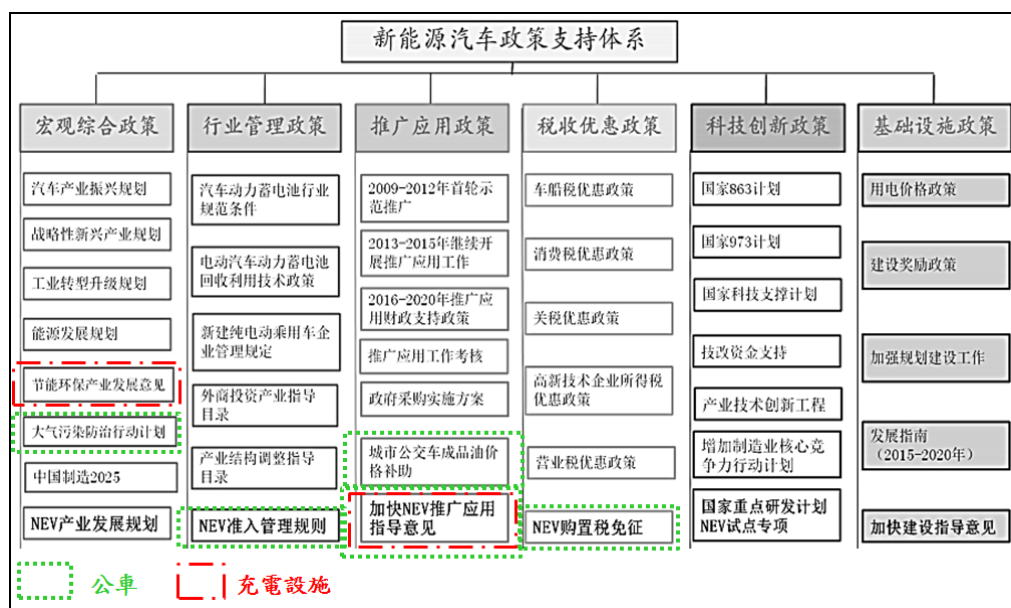 新能源汽车政策支持体系
宏观综合政策
汽车产业振兴规划
战略性新兴产业规划
工业转型升级规划
能源发展规划
节能环保产业发展意见
大气污染防治行动计划
中国制造2025
NEV产业发展规划
行业管理政策
汽车动力蓄电池行业
规范条件
电动汽车动力蓄电池
回收利用技术政策
新建纯电动乘用车企
业管理规定
外商投资产业指导
目录
产业结构调整指导
目录
NEV准入管理规则
推广应用政策
2009-2012年首轮示
范推广
2013-2015年继续开
展推广应用工作
2016-2020年推广应
用财政支持政策
推广应用工作考核
政府采购实施方案
城市公交车成品油价
格补助
加快NEV推广应用
指导意见
税收优惠政策
车船税优惠政策
消费税优惠政策
关税优惠政策
高新技术企业所得税
优惠政策
营业税优惠政策
NEV购置税免征
科技创新政策
国家863计划
国家973计划
国家科技支撑计划
技改资金支持
产业技术创新工程
增加制造业核心竞
争力行动计划
国家重点研发计划
NEV试点专项
基础设施政策
用电价格政策
建设奖励政策
加强规划建设工作
发展指南
(2015-2020年)
加快建设指导意见
公車
充電設施